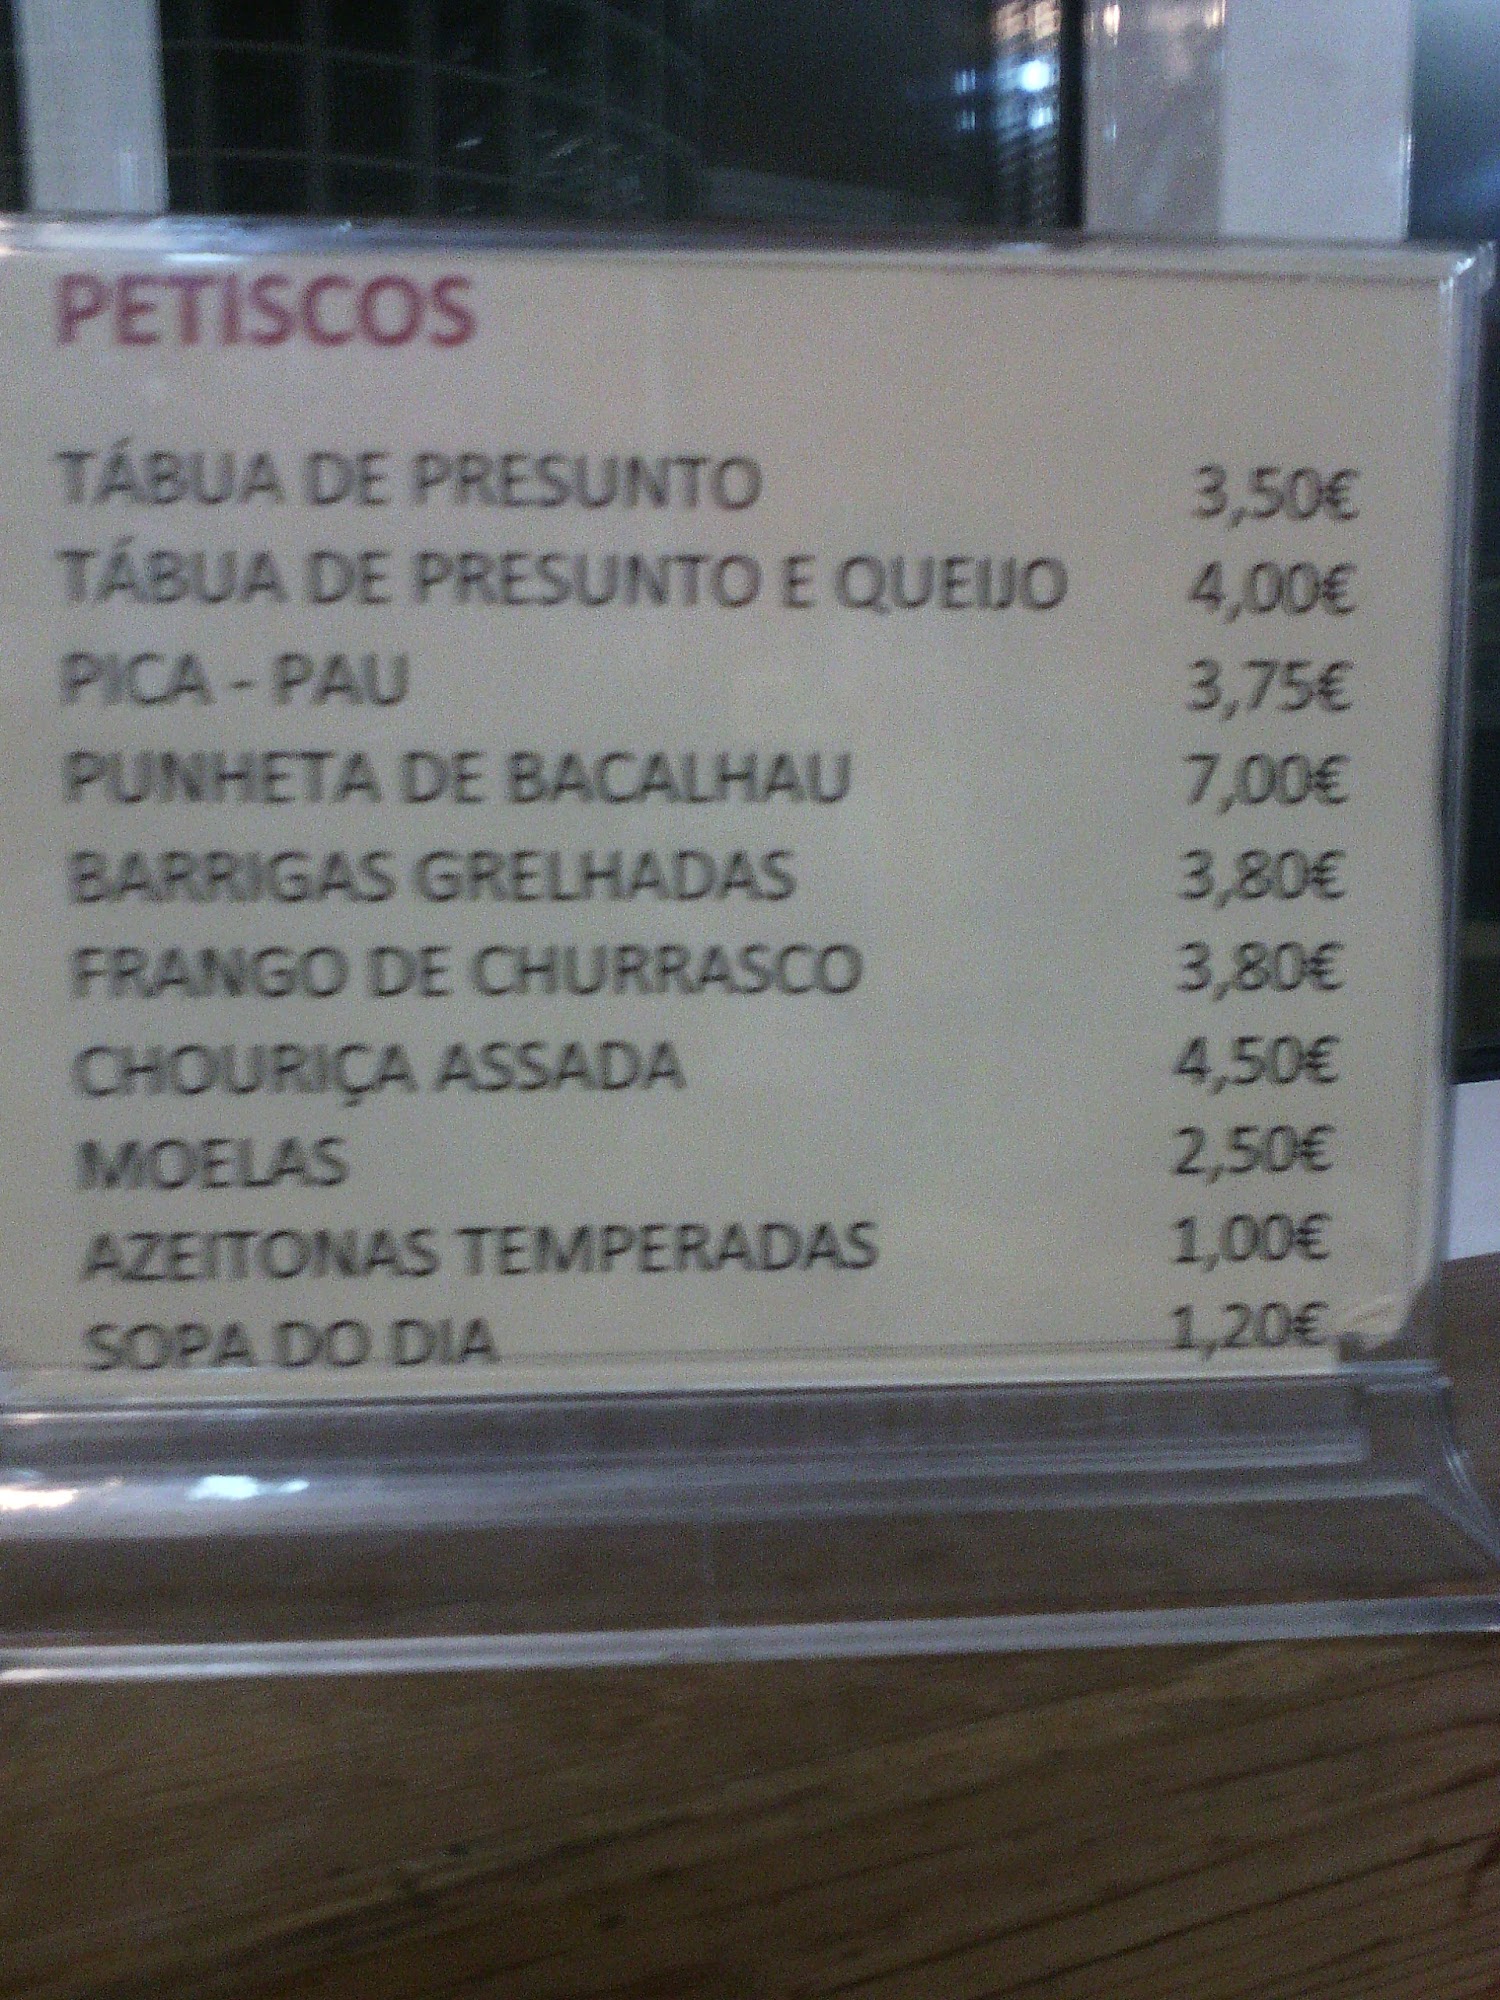 PETISCOS
TÁBUA DE PRESUNTO 3,50€
TÁBUA DE PRESUNTO E QUEIJO 4,00€
PICA - PAU 3,75€
PUNHETA DE BACALHAU 7,00€
BARRIGAS GRELHADAS 3,80€
FRANGO DE CHURRASCO 3,80€
CHOURIÇA ASSADA 4,50€
MOELAS 2,50€
AZEITONAS TEMPERADAS 1,00€
SOPA DO DIA 1,20€